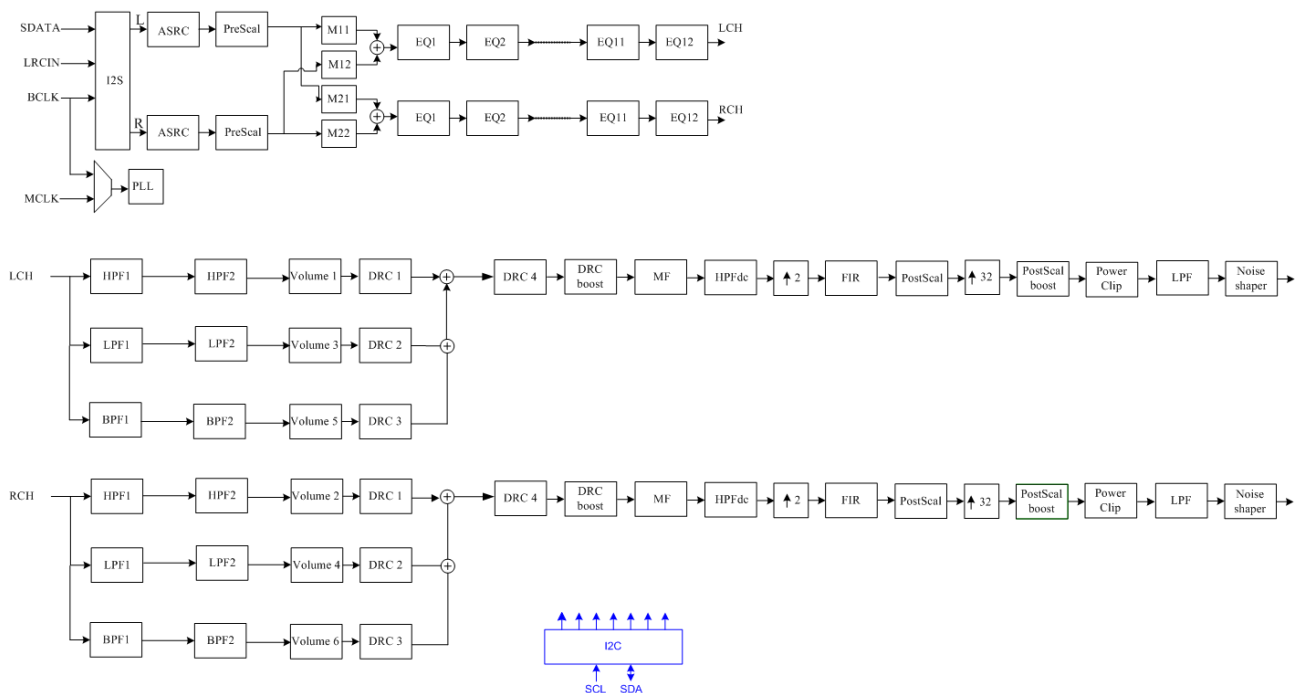 SDATA
LRCIN
BCLK
MCLK
I2S
L
R
ASRC
PreScal
M11
M12
EQ1
EQ2
EQ11
EQ12
LCH
ASRC
PreScal
M21
M22
EQ1
EQ2
EQ11
EQ12
RCH
PLL
LCH
HPF1
HPF2
Volume 1
DRC 1
DRC 4
DRC
boost
MF
HPFdc
2
FIR
PostScal
32
PostScal
boost
Power
Clip
LPF
Noise
shaper
LPF1
LPF2
Volume 3
DRC 2
BPF1
BPF2
Volume 5
DRC 3
RCH
HPF1
HPF2
Volume 2
DRC 1
DRC 4
DRC
boost
MF
HPFdc
2
FIR
PostScal
32
PostScal
boost
Power
Clip
LPF
Noise
shaper
LPF1
LPF2
Volume 4
DRC 2
BPF1
BPF2
Volume 6
DRC 3
I2C
SCL
SDA